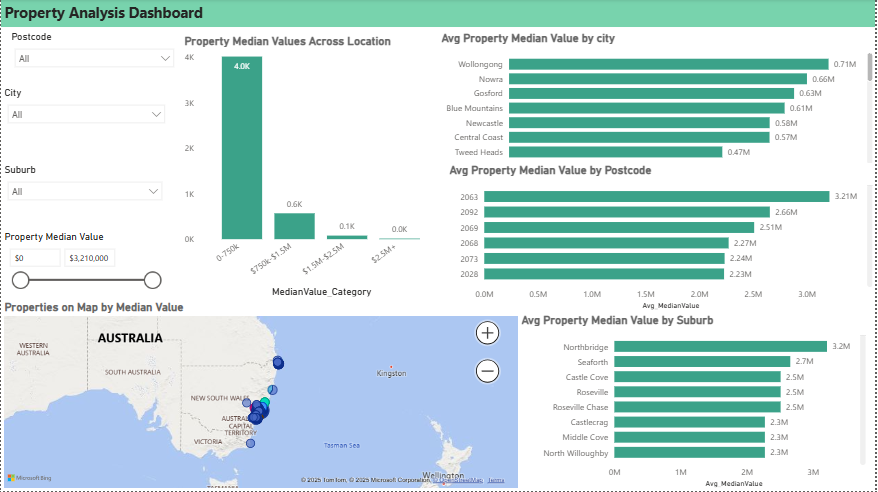 Property Analysis Dashboard
Postcode
All
City
All
Suburb
All
Property Median Value
$0
$3,210,000
Property Median Values Across Location
4K
3K
2K
1K
0K
4.0K
0.6K
0.1K
0.0K
0-750k
$750k-$1.5M
$1.5M-$2.5M
$2.5M+
MedianValue_Category
Avg Property Median Value by city
Wollongong 0.71M
Nowra 0.66M
Gosford 0.63M
Blue Mountains 0.61M
Newcastle 0.58M
Central Coast 0.57M
Tweed Heads 0.47M
Avg Property Median Value by Postcode
2063 3.21M
2092 2.66M
2069 2.51M
2068 2.27M
2073 2.24M
2028 2.23M
0.0M 0.5M 1.0M 1.5M 2.0M 2.5M 3.0M
Avg_MedianValue
Properties on Map by Median Value
AUSTRALIA
WESTERN
AUSTRALIA
SOUTH AUSTRALIA
NEW SOUTH WALES
CAPITAL
TERRITORY
VICTORIA
Kingston
Tasman Sea
Wellington
Microsoft Bing
© 2025 TomTom, © 2025 Microsoft Corporation, © OpenStreetMap Terms
Avg Property Median Value by Suburb
Northbridge 3.2M
Seaforth 2.7M
Castle Cove 2.5M
Roseville 2.5M
Roseville Chase 2.5M
Castlecrag 2.3M
Middle Cove 2.3M
North Willoughby 2.3M
0M 1M 2M 3M
Avg_MedianValue